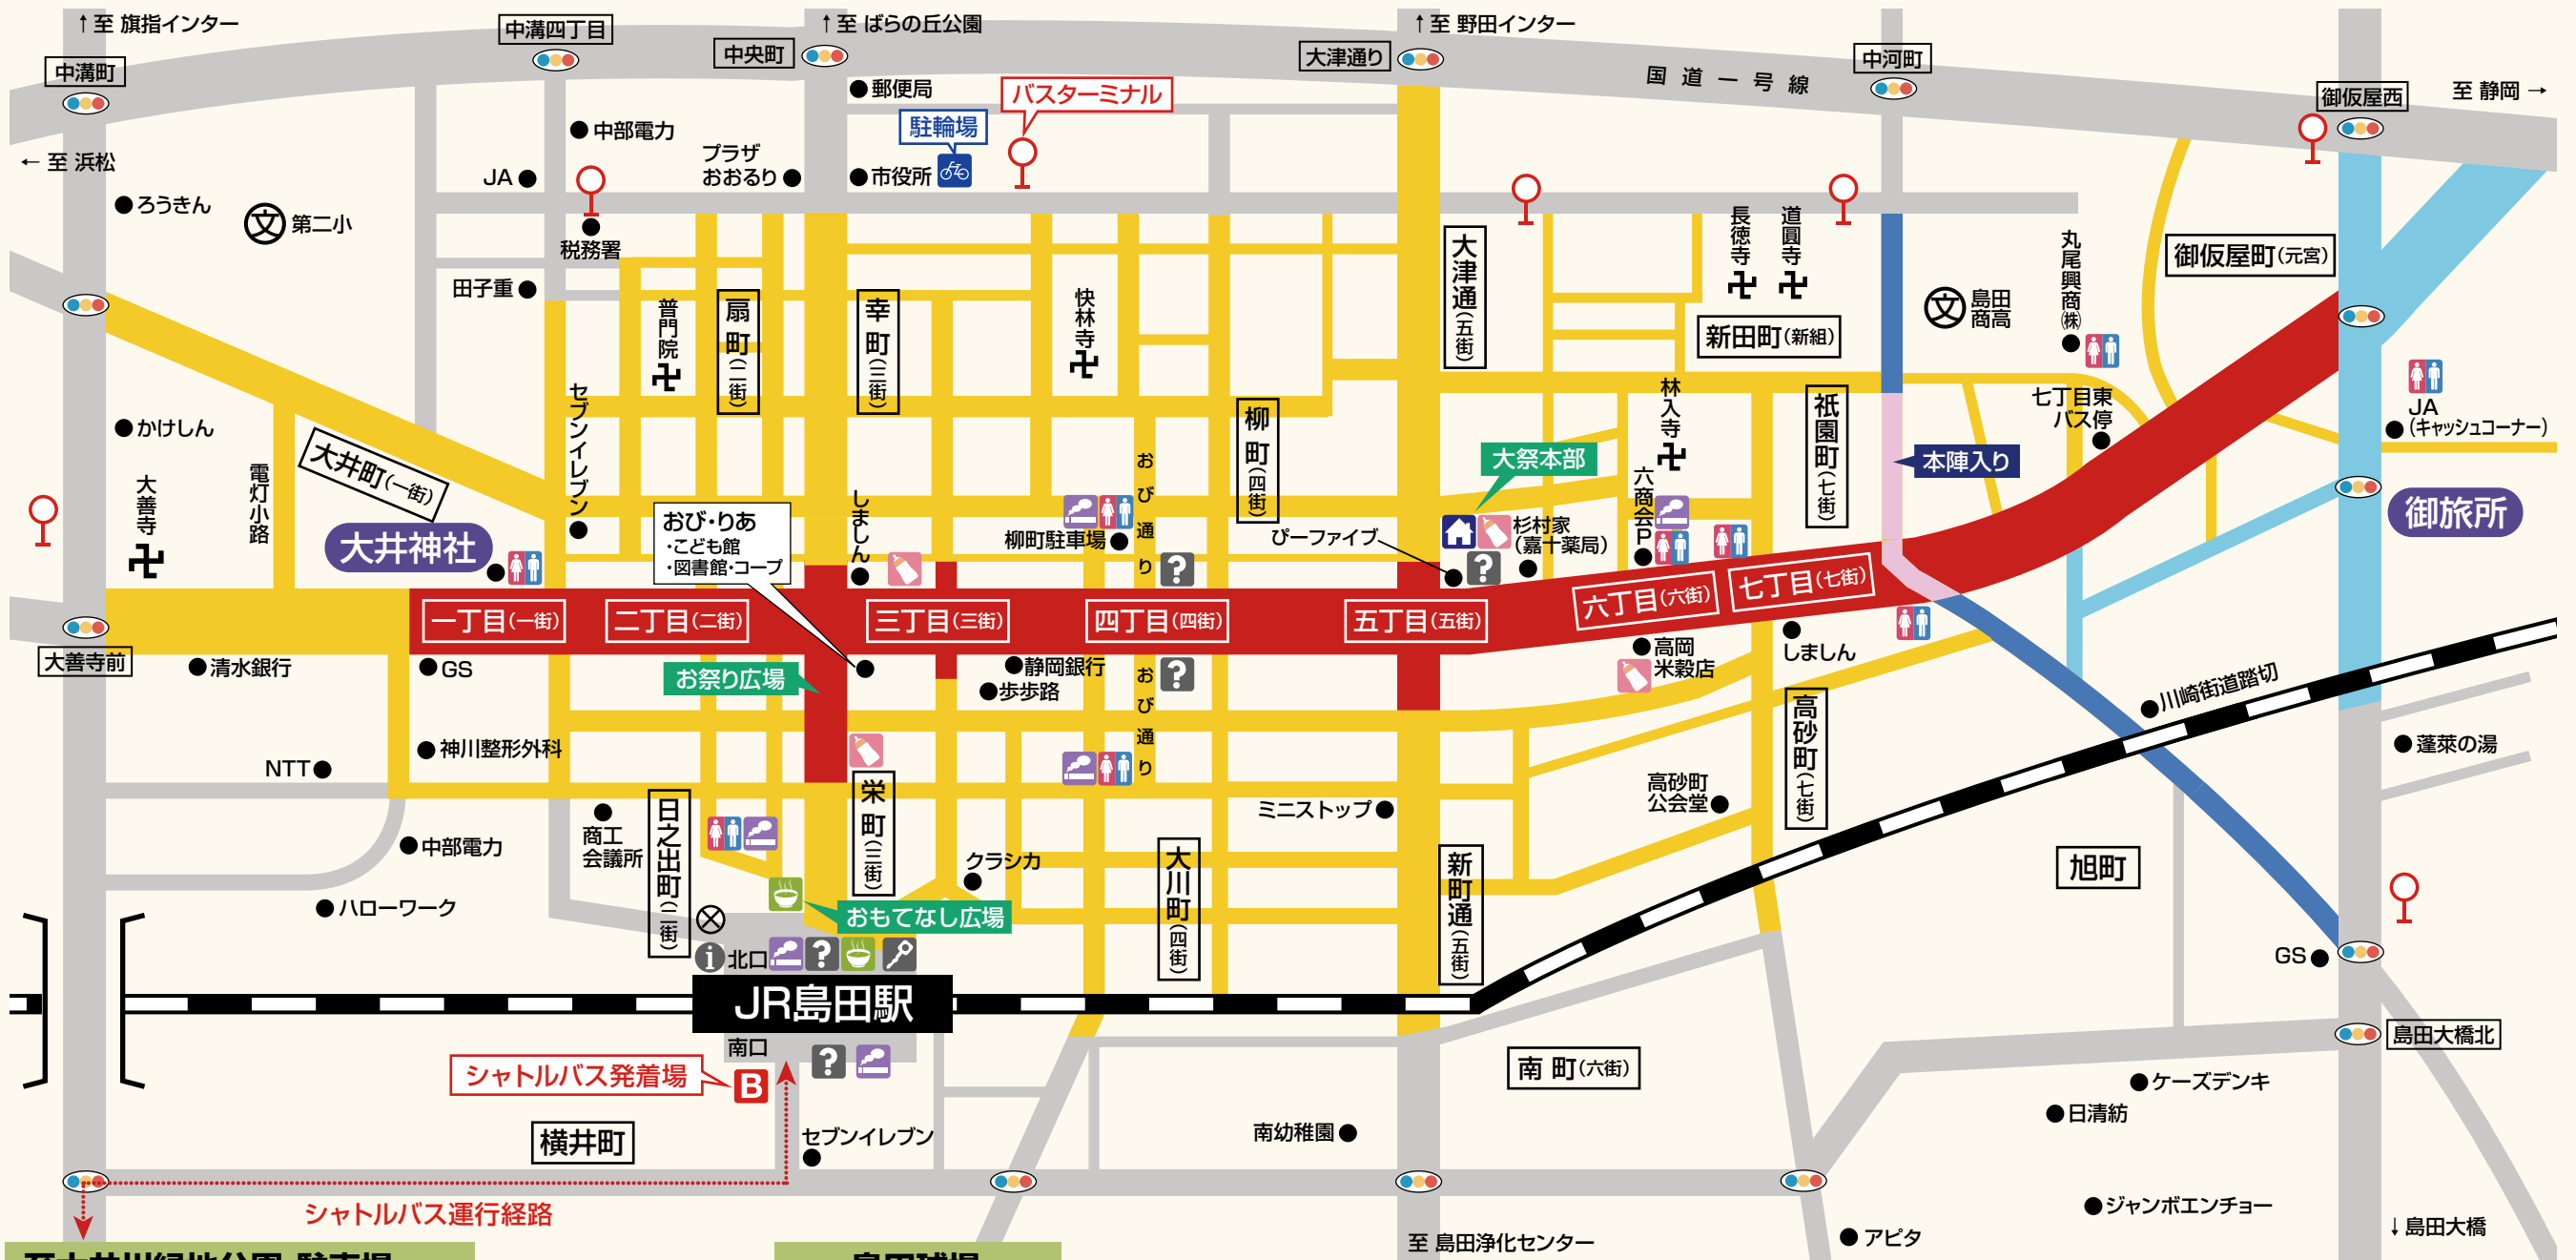 ↑至 旗指インター
中溝四丁目
↑至 ばらの丘公園
↑至 野田インター
中溝町
中央町
大津通り
中河町
国道一号線
御仮屋西
至 静岡→
←至 浜松
郵便局
バスターミナル
駐輪場
中部電力
プラザ
おおるり
市役所
JA
ろうきん
文
第二小
税務署
田子重
普門院
扇町(二街)
幸町(三街)
快林寺
大津通(五街)
長徳寺
道圓寺
新田町(新組)
文
島田
商高
丸尾興商(株)
御仮屋町(元宮)
かけしん
大善寺
電灯小路
大井町(一街)
セブンイレブン
大井神社
おび・りあ
・こども館
・図書館・コープ
しましん
おび通り
柳町駐車場
柳町(四街)
ぴーファイブ
大祭本部
杉村家
(嘉十薬局)
六商会P
林入寺
祇園町(七街)
本陣入り
七丁目東
バス停
JA
(キャッシュコーナー)
御旅所
一丁目(一街)
二丁目(二街)
三丁目(三街)
四丁目(四街)
五丁目(五街)
六丁目(六街)
七丁目(七街)
大善寺前
清水銀行
GS
お祭り広場
静岡銀行
歩歩路
おび通り
高岡
米穀店
しましん
高砂町(七街)
川崎街道踏切
蓬莱の湯
NTT
神川整形外科
中部電力
ハローワーク
商工
会議所
日之出町(二街)
栄町(三街)
クラシカ
おもてなし広場
大川町(四街)
ミニストップ
新町通(五街)
高砂町
公会堂
旭町
GS
北口
JR島田駅
南口
シャトルバス発着場
B
横井町
セブンイレブン
南幼稚園
南町(六街)
島田大橋北
ケーズデンキ
日清紡
ジャンボエンチョー
アピタ
↓島田大橋
シャトルバス運行経路
至 島田浄化センター
至大井川緑地公園 駐車場
島田球場